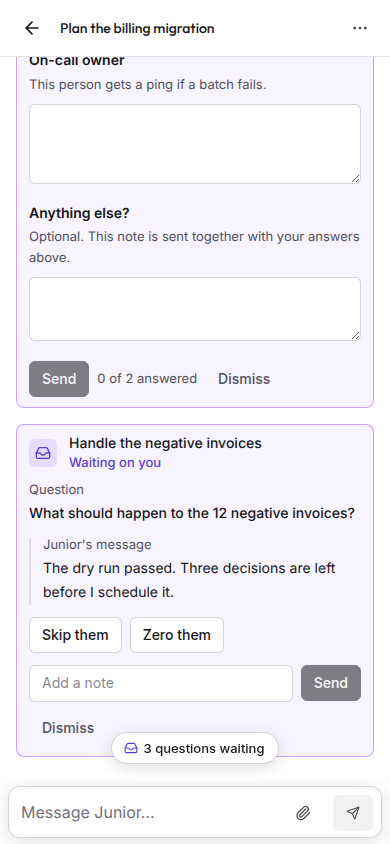 Plan the billing migration
On-call owner
This person gets a ping if a batch fails.
Anything else?
Optional. This note is sent together with your answers
above.
Send
0 of 2 answered
Dismiss
Handle the negative invoices
Waiting on you
Question
What should happen to the 12 negative invoices?
Junior's message
The dry run passed. Three decisions are left
before I schedule it.
Skip them
Zero them
Add a note
Send
Dismiss
3 questions waiting
Message Junior...